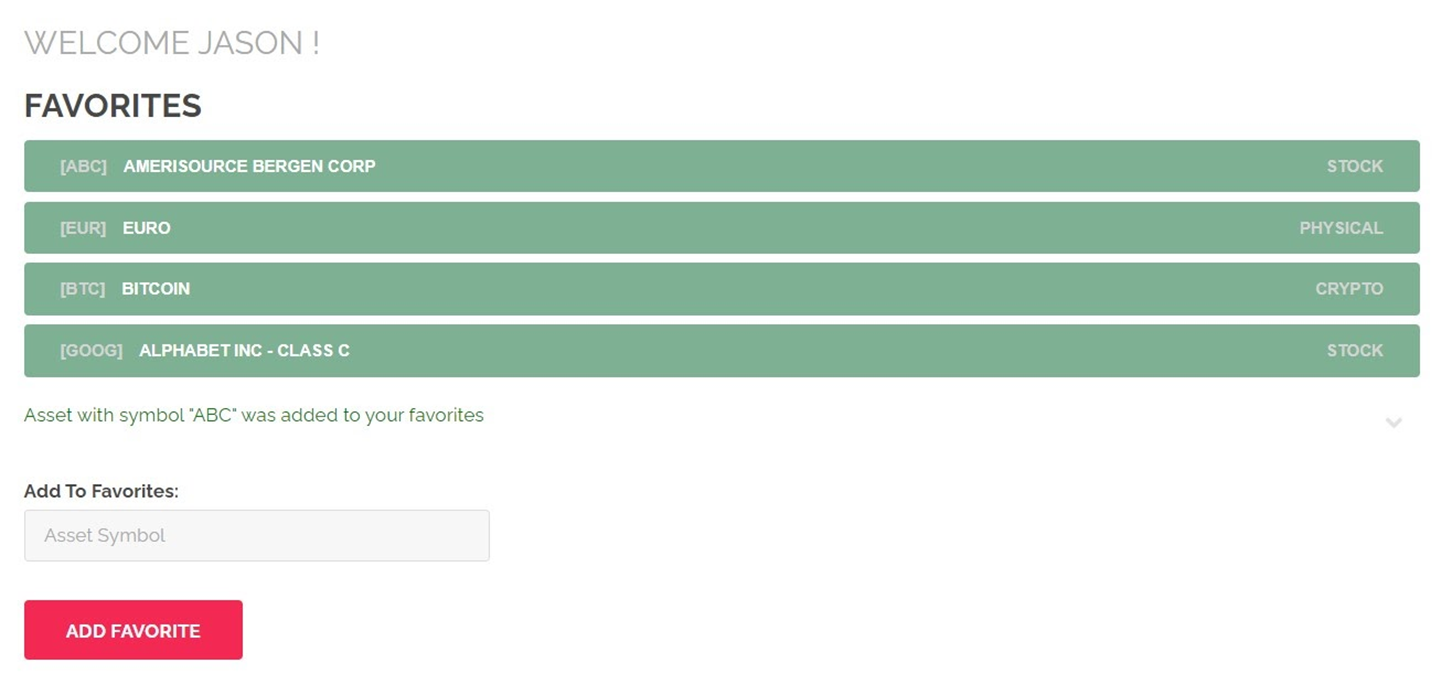 WELCOME JASON !
FAVORITES
[ABC] AMERISOURCE BERGEN CORP STOCK
[EUR] EURO PHYSICAL
[BTC] BITCOIN CRYPTO
[GOOG] ALPHABET INC - CLASS C STOCK
Asset with symbol "ABC" was added to your favorites
Add To Favorites:
Asset Symbol
ADD FAVORITE